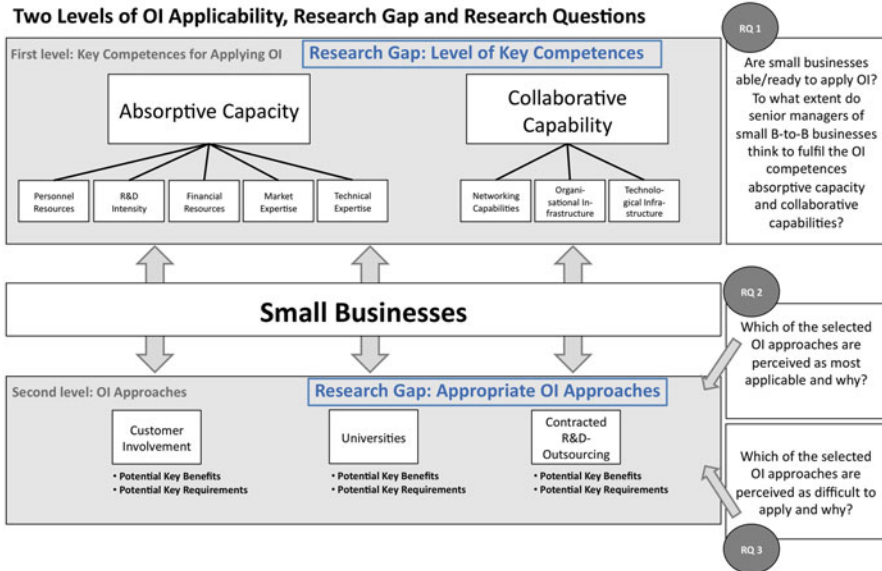 Two Levels of OI Applicability, Research Gap and Research Questions
First level: Key Competences for Applying OI
Research Gap: Level of Key Competences
Absorptive Capacity
Collaborative
Capability
Personnel
Resources
R&D
Intensity
Financial
Resources
Market
Expertise
Technical
Expertise
Networking
Capabilities
Organi-
sational In-
frastructure
Technolo-
gical Infra-
structure
RQ 1
Are small businesses
able/ready to apply OI?
To what extent do
senior managers of
small B-to-B businesses
think to fulfil the OI
competences
absorptive capacity
and collaborative
capabilities?
Small Businesses
RQ 2
Which of the selected
OI approaches are
perceived as most
applicable and why?
Second level: OI Approaches
Research Gap: Appropriate OI Approaches
Customer
Involvement
• Potential Key Benefits
• Potential Key Requirements
Universities
• Potential Key Benefits
• Potential Key Requirements
Contracted
R&D-
Outsourcing
• Potential Key Benefits
• Potential Key Requirements
Which of the selected
OI approaches are
perceived as difficult to
apply and why?
RQ 3